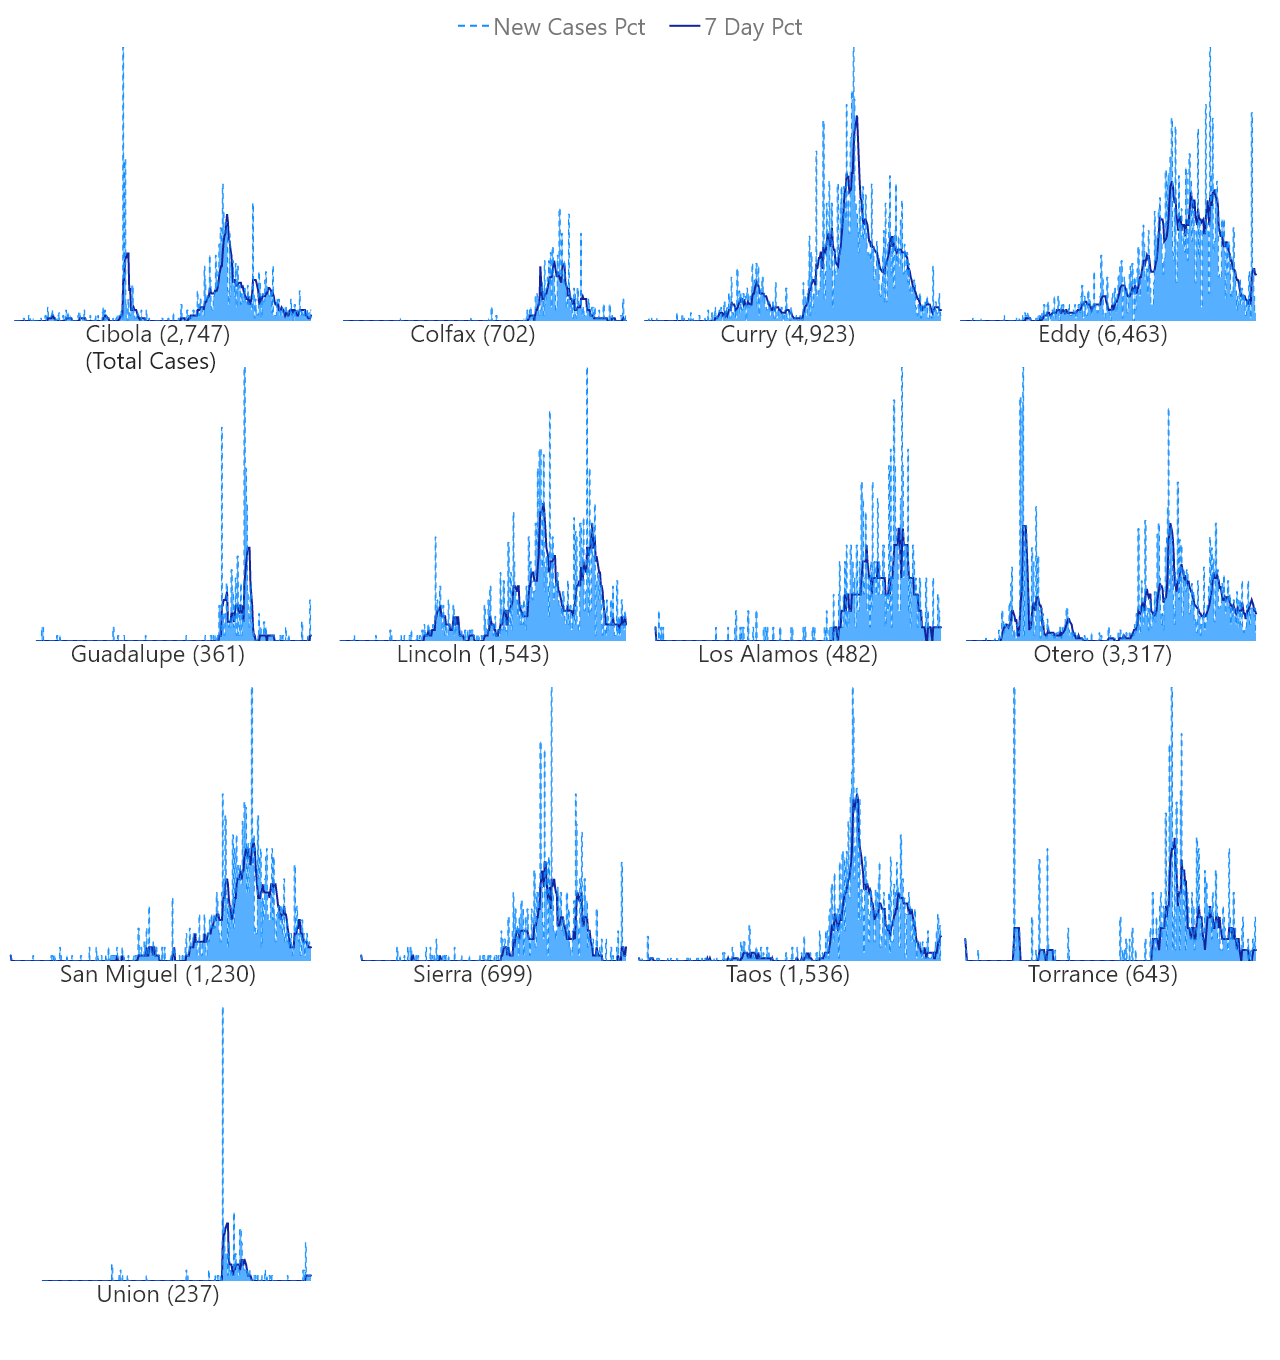 New Cases Pct 7 Day Pct
Cibola (2,747)
(Total Cases)
Colfax (702)
Curry (4,923)
Eddy (6,463)
Guadalupe (361)
Lincoln (1,543)
Los Alamos (482)
Otero (3,317)
San Miguel (1,230)
Sierra (699)
Taos (1,536)
Torrance (643)
Union (237)